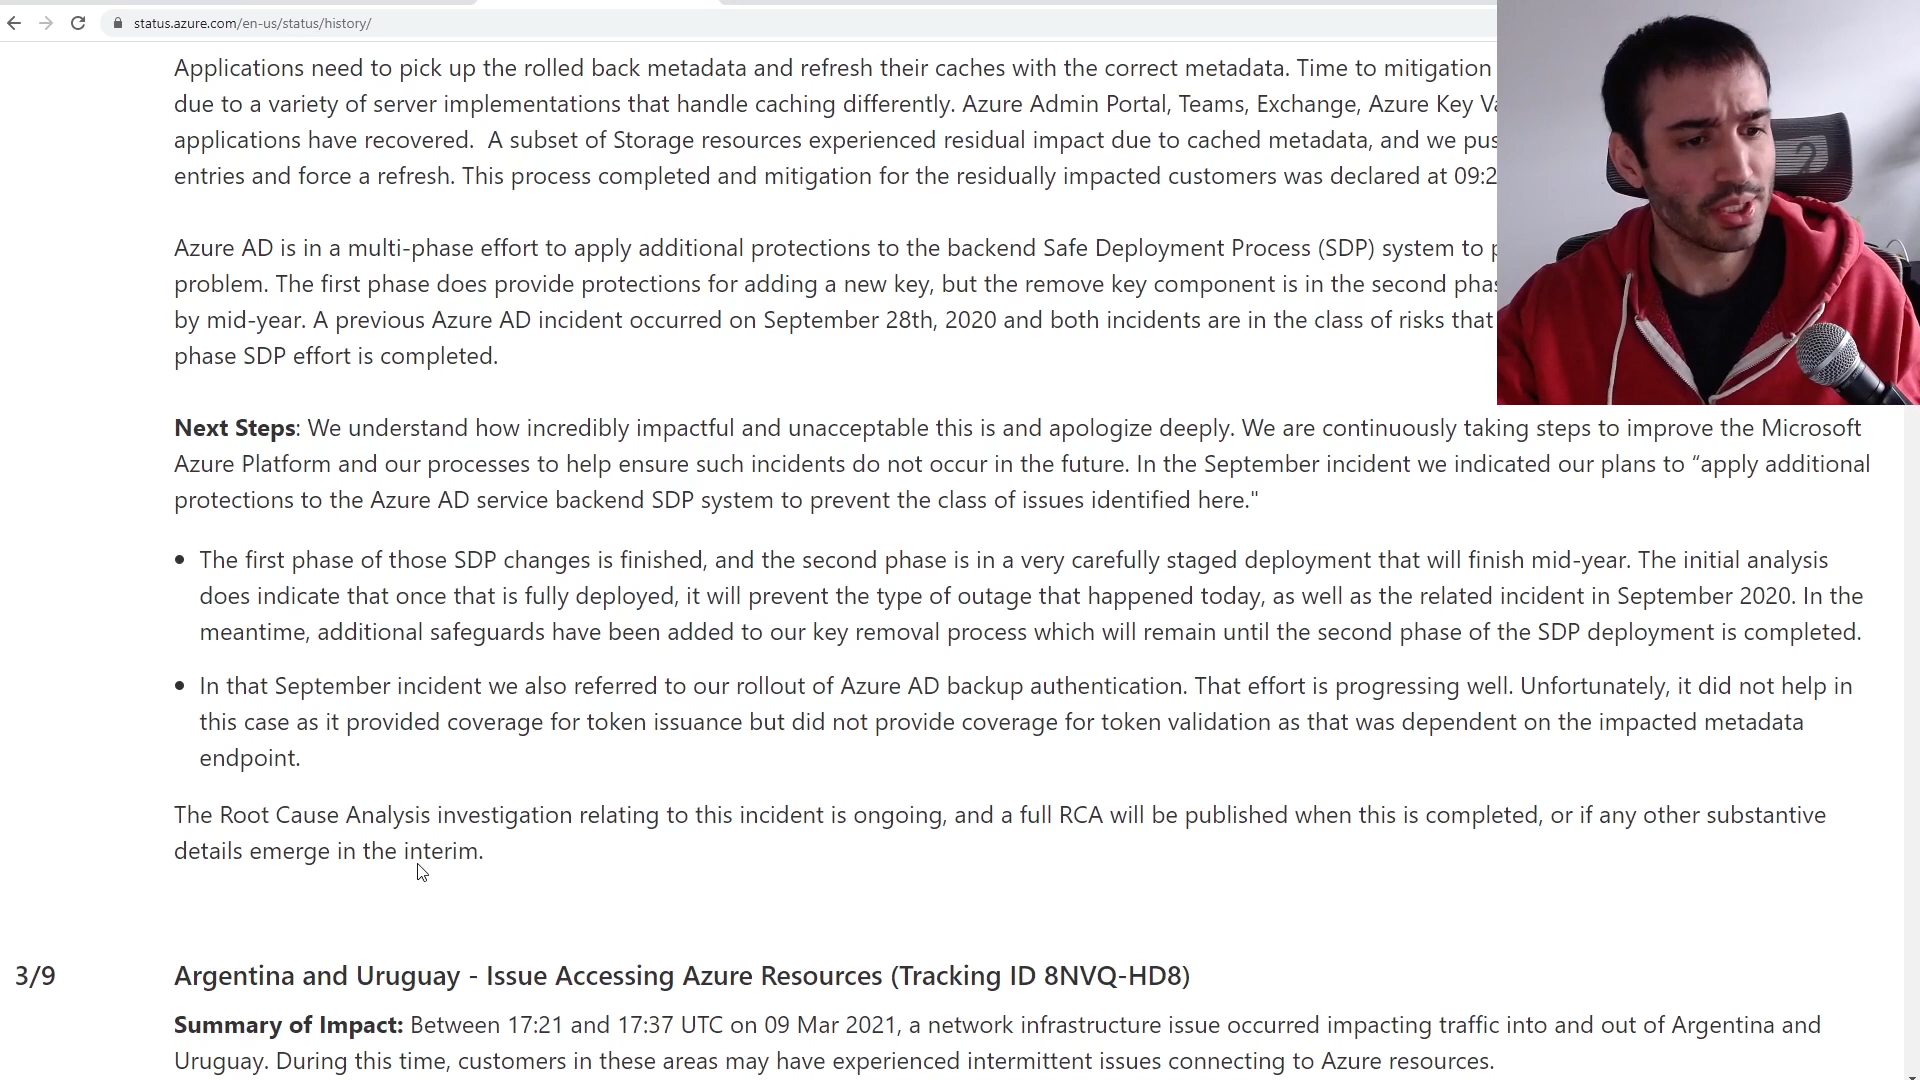 status.azure.com/en-us/status/history/
Applications need to pick up the rolled back metadata and refresh their caches with the correct metadata. Time to mitigation
due to a variety of server implementations that handle caching differently. Azure Admin Portal, Teams, Exchange, Azure Key
applications have recovered. A subset of Storage resources experienced residual impact due to cached metadata, and we
entries and force a refresh. This process completed and mitigation for the residually impacted customers was declared at 09:2
Azure AD is in a multi-phase effort to apply additional protections to the backend Safe Deployment Process (SDP) system to
problem. The first phase does provide protections for adding a new key, but the remove key component is in the second
by mid-year. A previous Azure AD incident occurred on September 28th, 2020 and both incidents are in the class of risks that
phase SDP effort is completed.
Next Steps: We understand how incredibly impactful and unacceptable this is and apologize deeply. We are continuously taking steps to improve the Microsoft
Azure Platform and our processes to help ensure such incidents do not occur in the future. In the September incident we indicated our plans to “apply additional
protections to the Azure AD service backend SDP system to prevent the class of issues identified here."
• The first phase of those SDP changes is finished, and the second phase is in a very carefully staged deployment that will finish mid-year. The initial analysis
does indicate that once that is fully deployed, it will prevent the type of outage that happened today, as well as the related incident in September 2020. In the
meantime, additional safeguards have been added to our key removal process which will remain until the second phase of the SDP deployment is completed.
• In that September incident we also referred to our rollout of Azure AD backup authentication. That effort is progressing well. Unfortunately, it did not help in
this case as it provided coverage for token issuance but did not provide coverage for token validation as that was dependent on the impacted metadata
endpoint.
The Root Cause Analysis investigation relating to this incident is ongoing, and a full RCA will be published when this is completed, or if any other substantive
details emerge in the interim.
3/9
Argentina and Uruguay - Issue Accessing Azure Resources (Tracking ID 8NVQ-HD8)
Summary of Impact: Between 17:21 and 17:37 UTC on 09 Mar 2021, a network infrastructure issue occurred impacting traffic into and out of Argentina and
Uruguay. During this time, customers in these areas may have experienced intermittent issues connecting to Azure resources.